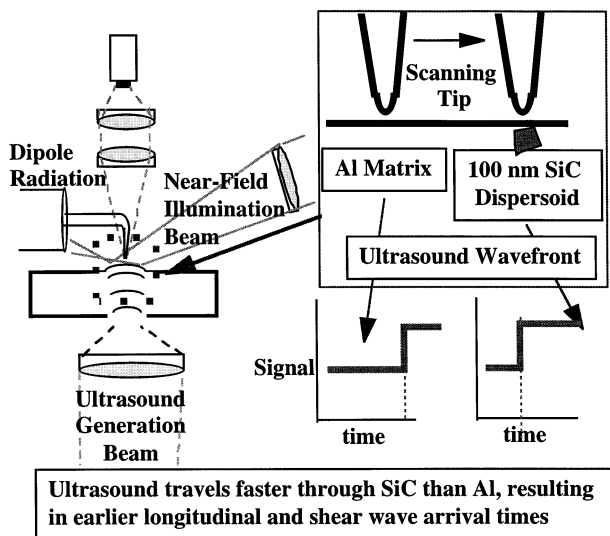 Scanning
Tip
Dipole
Radiation
Near-Field
Illumination
Beam
Al Matrix
100 nm SiC
Dispersoid
Ultrasound Wavefront
Signal
time
time
Ultrasound
Generation
Beam
Ultrasound travels faster through SiC than Al, resulting
in earlier longitudinal and shear wave arrival times